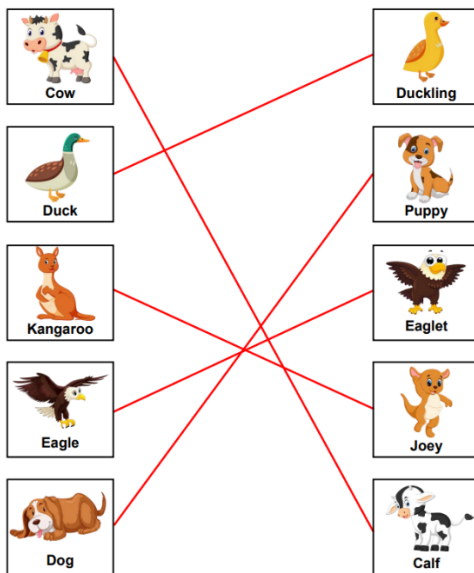 Cow
Duckling
Duck
Puppy
Kangaroo
Eaglet
Eagle
Joey
Dog
Calf